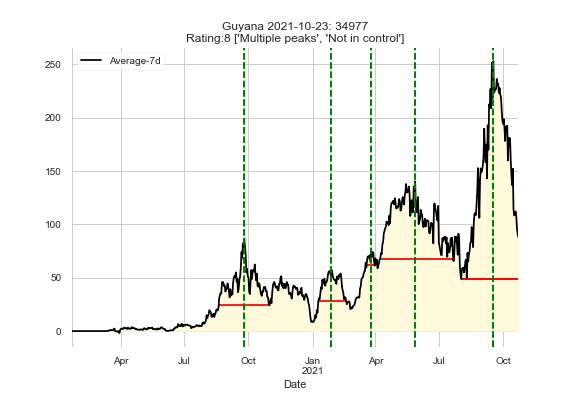 Guyana 2021-10-23: 34977
Rating:8 ['Multiple peaks', 'Not in control']
Average-7d
250
200
150
100
50
0
Apr
Jul
Oct
Jan
2021
Apr
Jul
Oct
Date